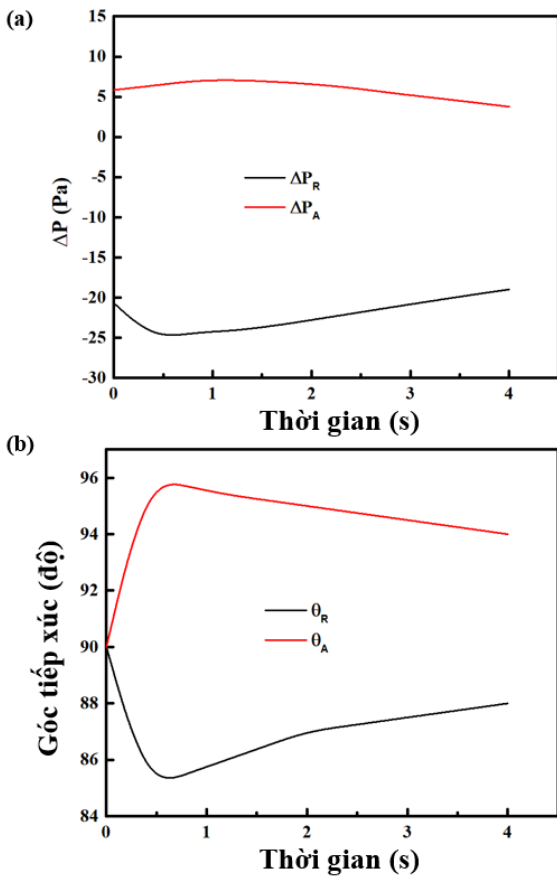 (a)
15
10
5
0
-5
-10
-15
-20
-25
-30
ΔP (Pa)
ΔP_R
ΔP_A
0 1 2 3 4
Thời gian (s)
(b)
96
94
92
90
88
86
84
Góc tiếp xúc (độ)
θ_R
θ_A
0 1 2 3 4
Thời gian (s)